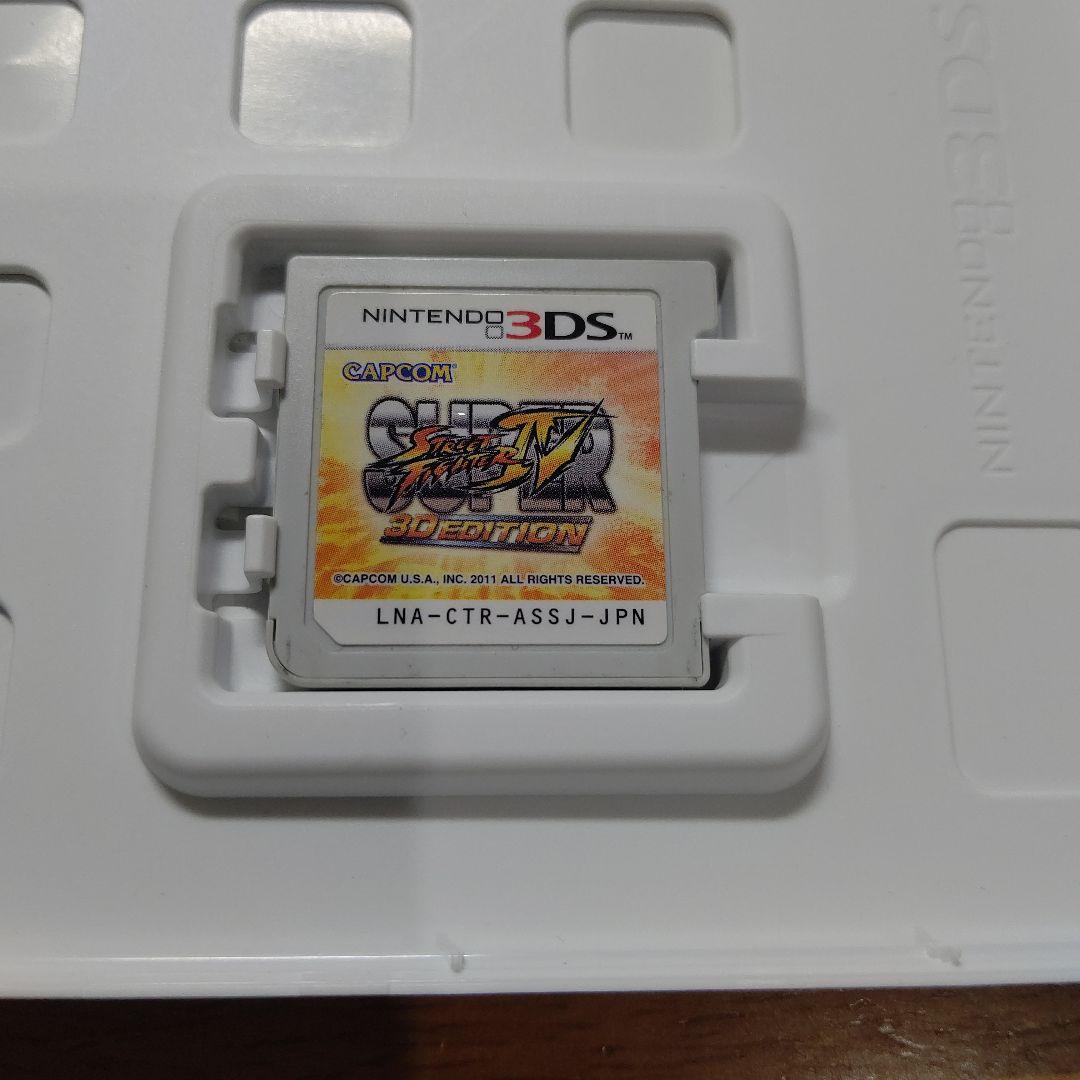 NINTENDO 3DS™
CAPCOM
SUPER
STREET
FIGHTER IV
3D EDITION
©CAPCOM U.S.A., INC. 2011 ALL RIGHTS RESERVED.
LNA-CTR-ASSJ-JPN
NINTENDO 3DS